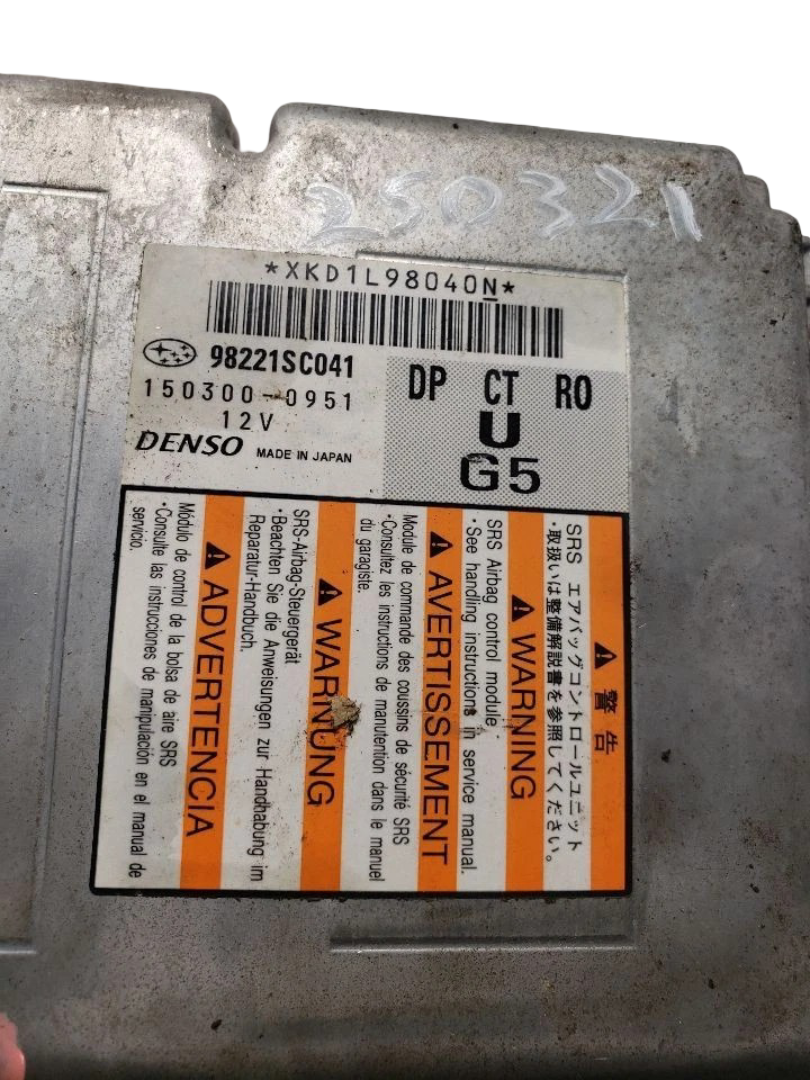 250321
*XKD1L98040N*
98221SC041
150300-0951
12V
DENSO MADE IN JAPAN
DP CT RO
U
G5
警告
SRS エアバッグコントロールユニット
・取扱いは整備解説書を参照してください。
WARNING
SRS Airbag control module
・See handling instructions in service manual.
AVERTISSEMENT
Module de commande des coussins de sécurité SRS
・Consultez les instructions de manutention dans le manuel
du garagiste.
WARNUNG
SRS-Airbag-Steuergerät
・Beachten Sie die Anweisungen zur Handhabung im
Reparatur-Handbuch.
ADVERTENCIA
Módulo de control de la bolsa de aire SRS
・Consulte las instrucciones de manipulación en el manual de
servicio.